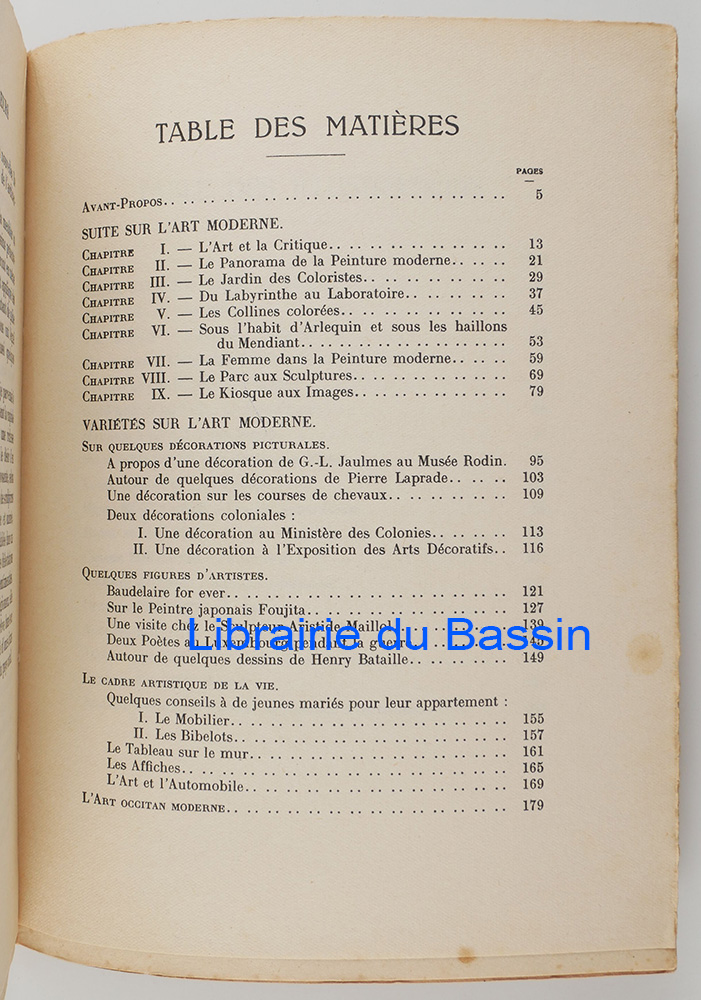 TABLE DES MATIÈRES
PAGES
AVANT-PROPOS 5
SUITE SUR L'ART MODERNE.
CHAPITRE I. — L'Art et la Critique 13
CHAPITRE II. — Le Panorama de la Peinture moderne 21
CHAPITRE III. — Le Jardin des Coloristes 29
CHAPITRE IV. — Du Labyrinthe au Laboratoire 37
CHAPITRE V. — Les Collines colorées 45
CHAPITRE VI. — Sous l'habit d'Arlequin et sous les haillons
du Mendiant 53
CHAPITRE VII. — La Femme dans la Peinture moderne 59
CHAPITRE VIII. — Le Parc aux Sculptures 69
CHAPITRE IX. — Le Kiosque aux Images 79
VARIÉTÉS SUR L'ART MODERNE.
SUR QUELQUES DÉCORATIONS PICTURALES.
A propos d'une décoration de G.-L. Jaulmes au Musée Rodin. 95
Autour de quelques décorations de Pierre Laprade 103
Une décoration sur les courses de chevaux 109
Deux décorations coloniales :
I. Une décoration au Ministère des Colonies 113
II. Une décoration à l'Exposition des Arts Décoratifs 116
QUELQUES FIGURES D'ARTISTES.
Baudelaire for ever 121
Sur le Peintre japonais Foujita 127
Une visite chez le Sculpteur Aristide Maillol 139
Deux Poètes au Luxembourg pendant la guerre
Autour de quelques dessins de Henry Bataille 149
Librairie du Bassin
LE CADRE ARTISTIQUE DE LA VIE.
Quelques conseils à de jeunes mariés pour leur appartement :
I. Le Mobilier 155
II. Les Bibelots 157
Le Tableau sur le mur 161
Les Affiches 165
L'Art et l'Automobile 169
L'ART OCCITAN MODERNE 179